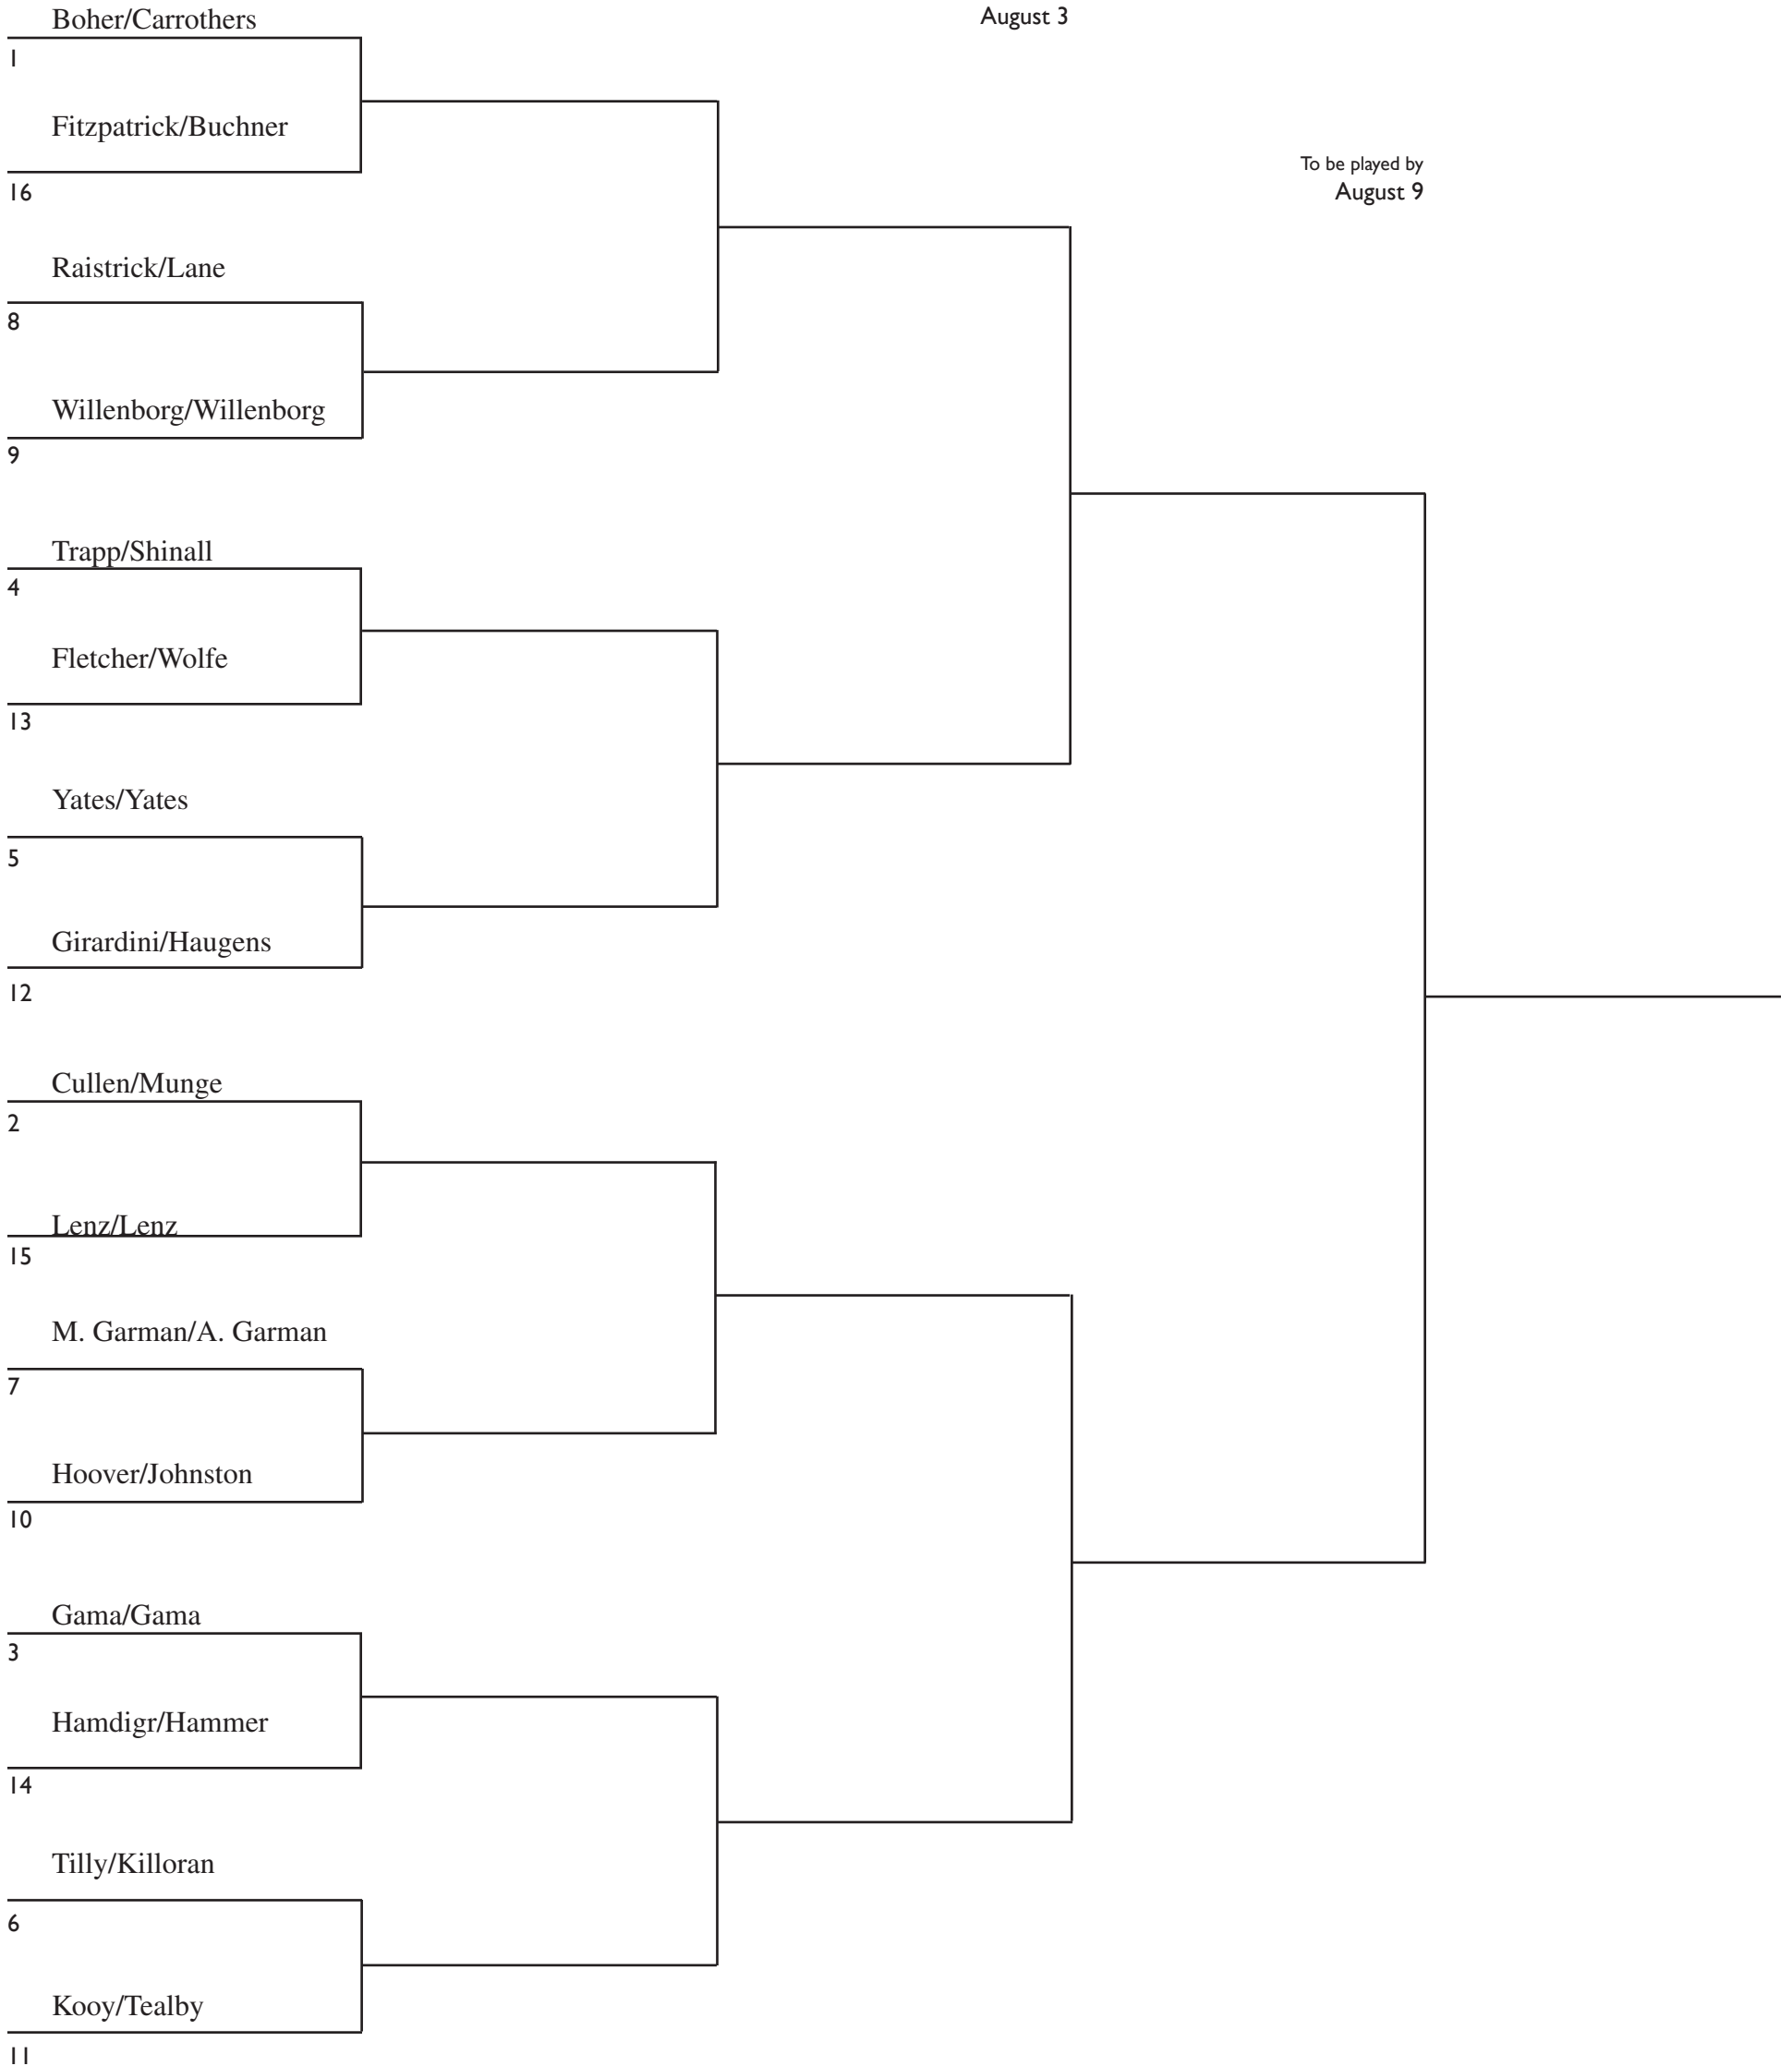 Boher/Carrothers
August 3
1
Fitzpatrick/Buchner
To be played by
August 9
16
Raistrick/Lane
8
Willenborg/Willenborg
9
Trapp/Shinall
4
Fletcher/Wolfe
13
Yates/Yates
5
Girardini/Haugens
12
Cullen/Munge
2
Lenz/Lenz
15
M. Garman/A. Garman
7
Hoover/Johnston
10
Gama/Gama
3
Hamdigr/Hammer
14
Tilly/Killoran
6
Kooy/Tealby
11